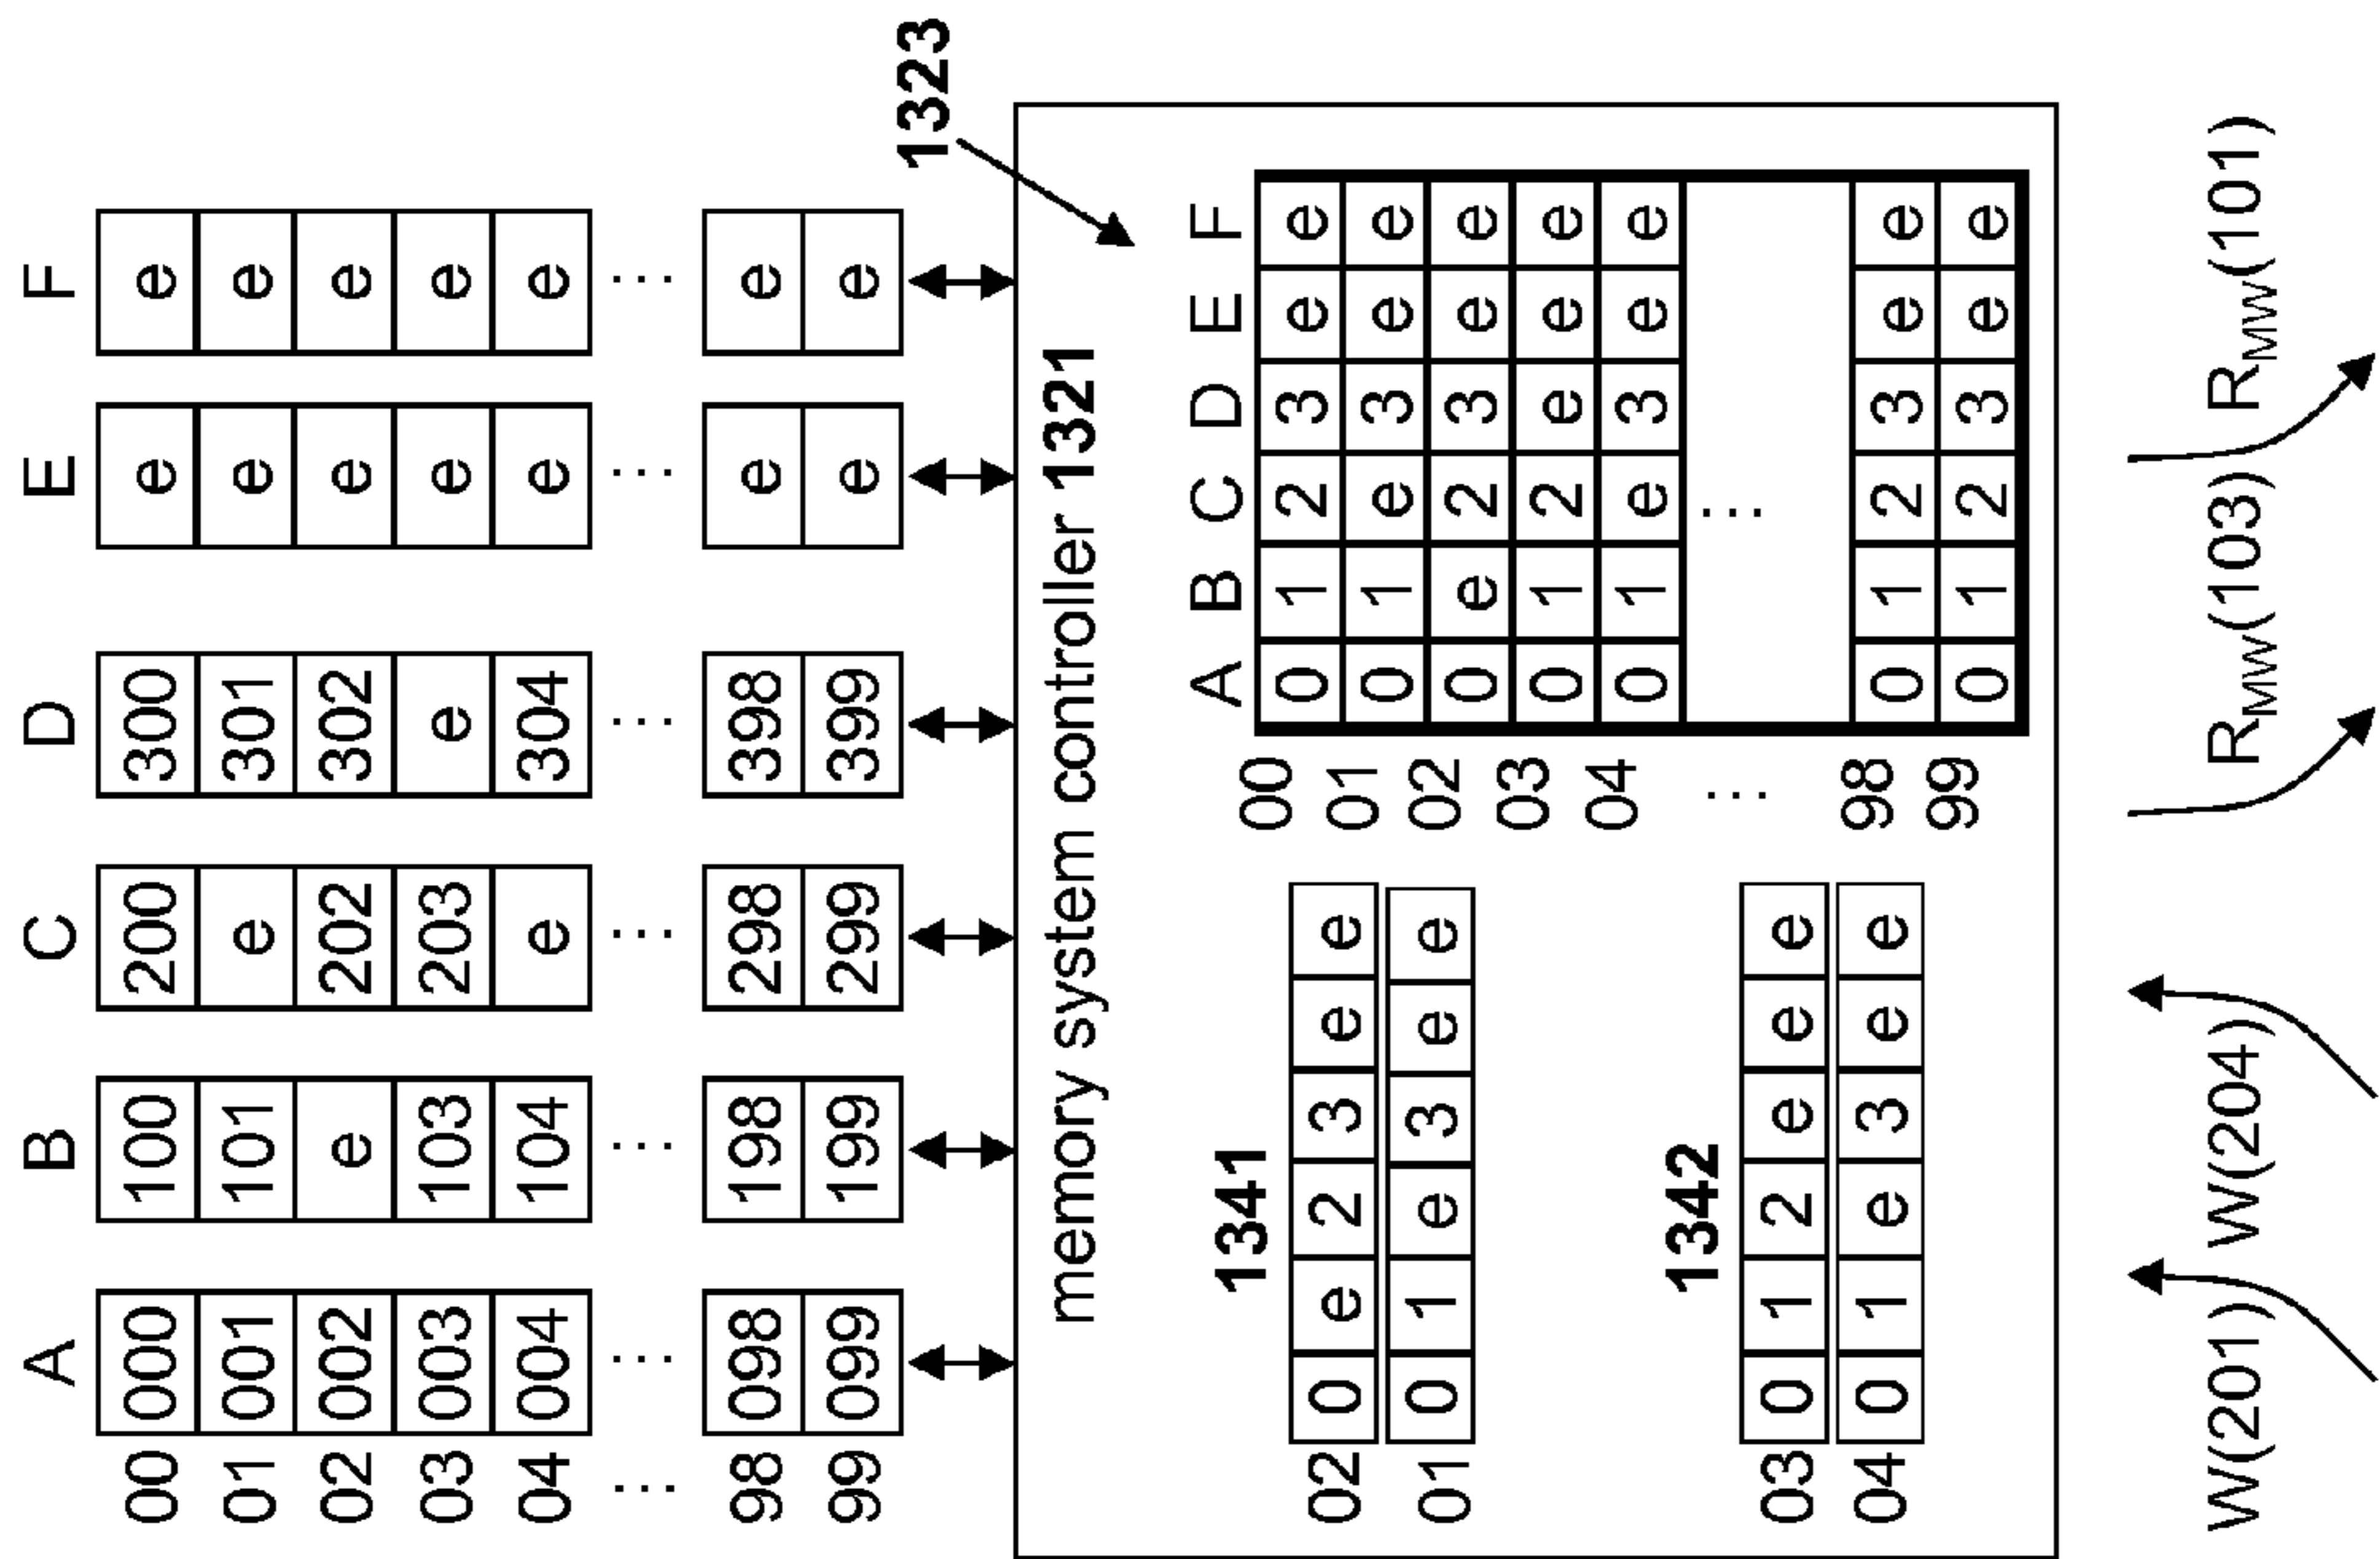 A B C D E F
00 000 100 200 300 e e
01 001 101 e 301 e e
02 002 e 202 302 e e
03 003 103 203 e e e
04 004 104 e 304 e e
... ... ... ... ... ... ...
98 098 198 298 398 e e
99 099 199 299 399 e e
1323
memory system controller 1321
1341
02 0 e 2 3 e e
01 0 1 e 3 e e
1342
03 0 1 2 e e e
04 0 1 e 3 e e
A B C D E F
00 0 1 2 3 e e
01 0 1 e 3 e e
02 0 e 2 3 e e
03 0 1 2 e e e
04 0 1 e 3 e e
... ...
98 0 1 2 3 e e
99 0 1 2 3 e e
W(201) W(204) RMW(103) RMW(101)